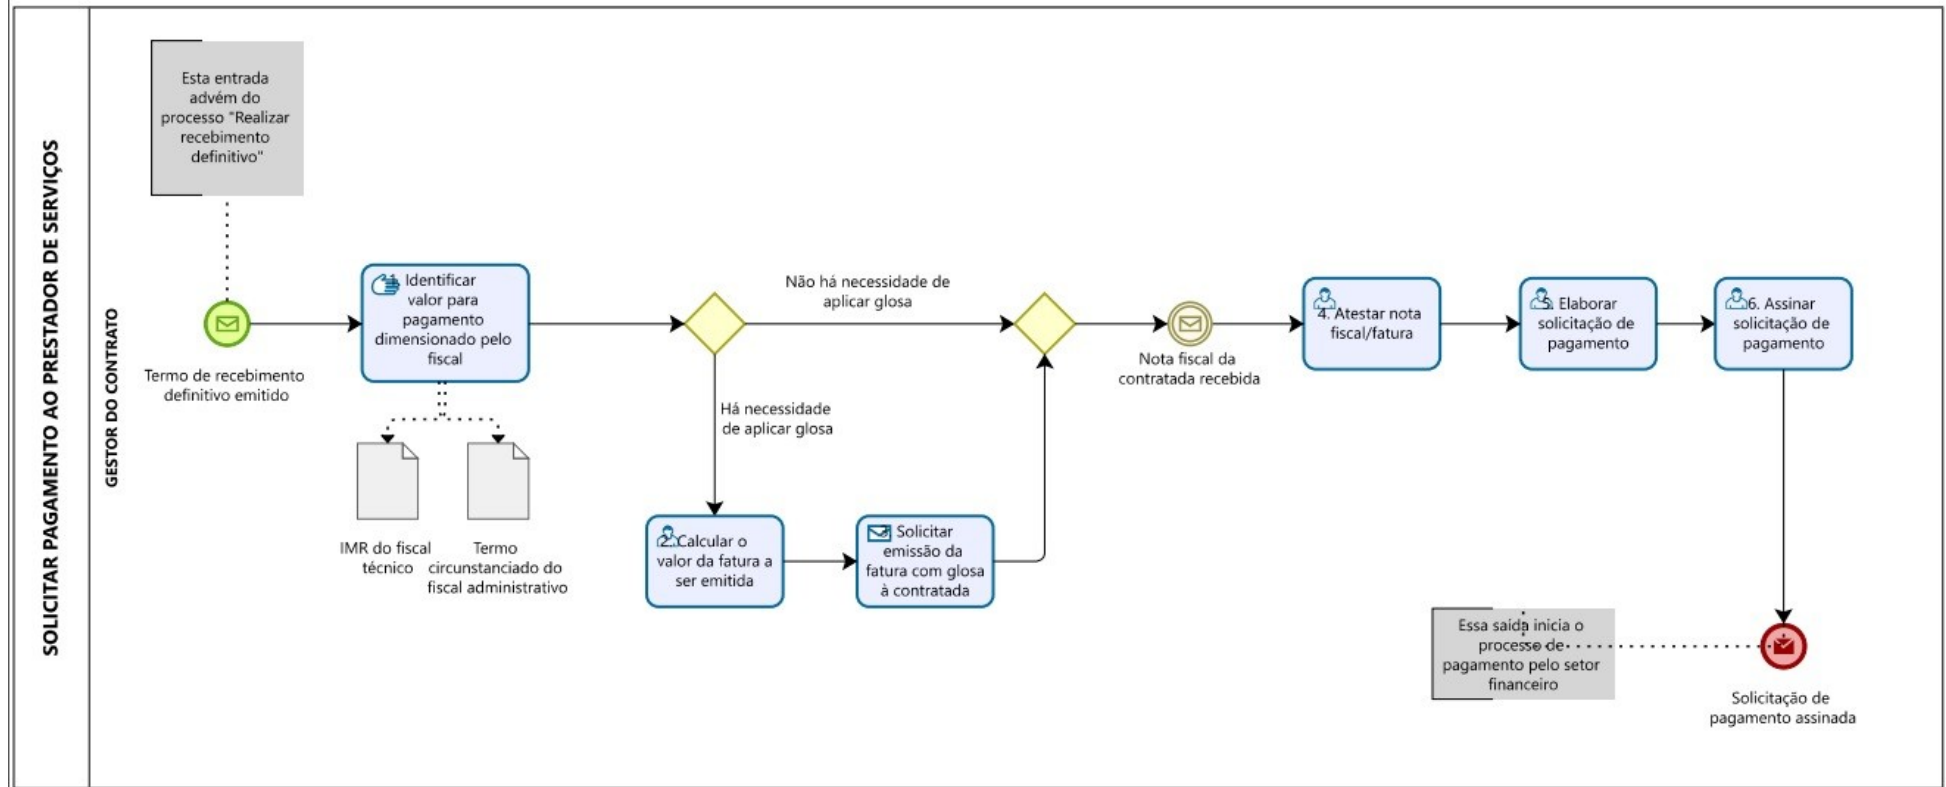 SOLICITAR PAGAMENTO AO PRESTADOR DE SERVIÇOS
GESTOR DO CONTRATO
Esta entrada
advém do
processo "Realizar
recebimento
definitivo"
Termo de recebimento
definitivo emitido
1. Identificar
valor para
pagamento
dimensionado pelo
fiscal
IMR do fiscal
técnico
Termo
circunstanciado do
fiscal administrativo
Não há necessidade de
aplicar glosa
Há necessidade
de aplicar glosa
2. Calcular o
valor da fatura a
ser emitida
3. Solicitar
emissão da
fatura com glosa
à contratada
Nota fiscal da
contratada recebida
4. Atestar nota
fiscal/fatura
5. Elaborar
solicitação de
pagamento
6. Assinar
solicitação de
pagamento
Essa saída inicia o
processo de
pagamento pelo setor
financeiro
Solicitação de
pagamento assinada